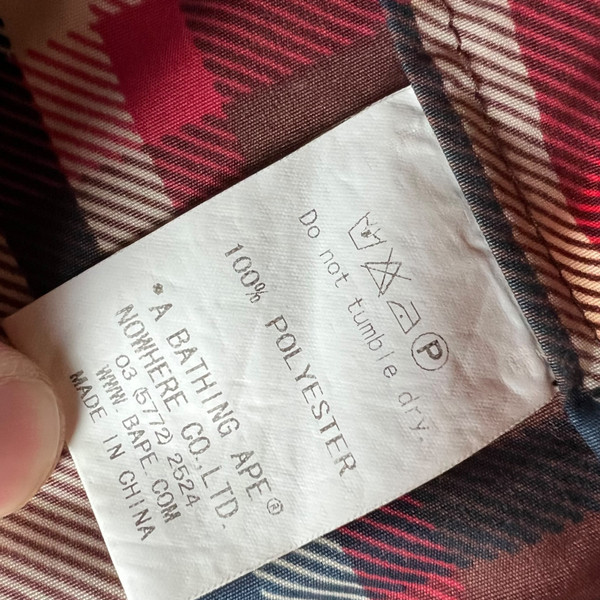 P
Do not tumble dry.
100% POLYESTER
*A BATHING APE®
NOWHERE CO.,LTD.
03 (5772) 2524
WWW. BAPE. COM
MADE IN CHINA